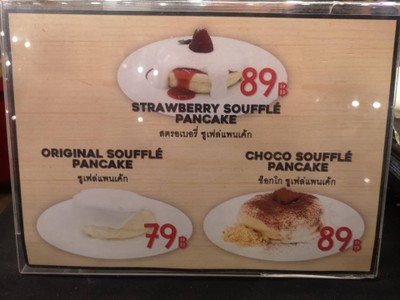 89฿
STRAWBERRY SOUFFLÉ
PANCAKE
สตรอเบอรี่ ซูเฟล่แพนเค้ก
ORIGINAL SOUFFLÉ
PANCAKE
ซูเฟล่แพนเค้ก
79฿
CHOCO SOUFFLÉ
PANCAKE
ช็อกโก ซูเฟล่แพนเค้ก
89฿